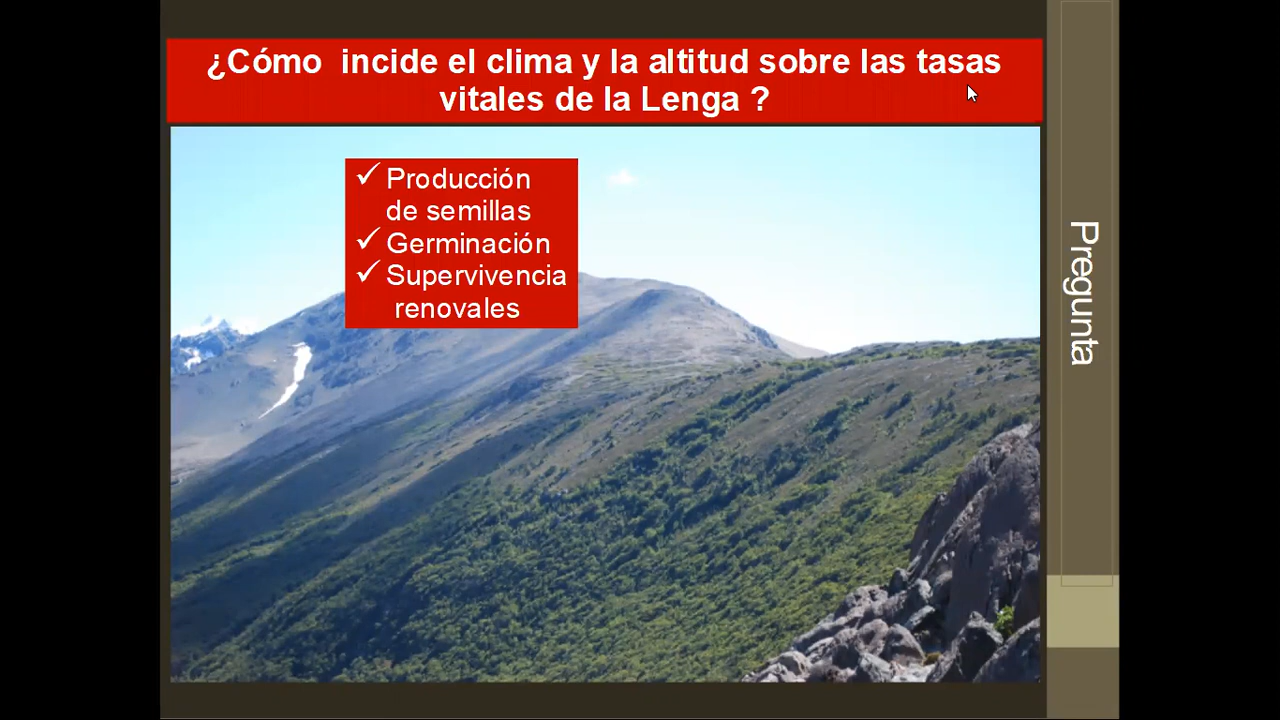 ¿Cómo incide el clima y la altitud sobre las tasas
vitales de la Lenga ?
✓ Producción
de semillas
✓ Germinación
✓ Supervivencia
renovales
Pregunta